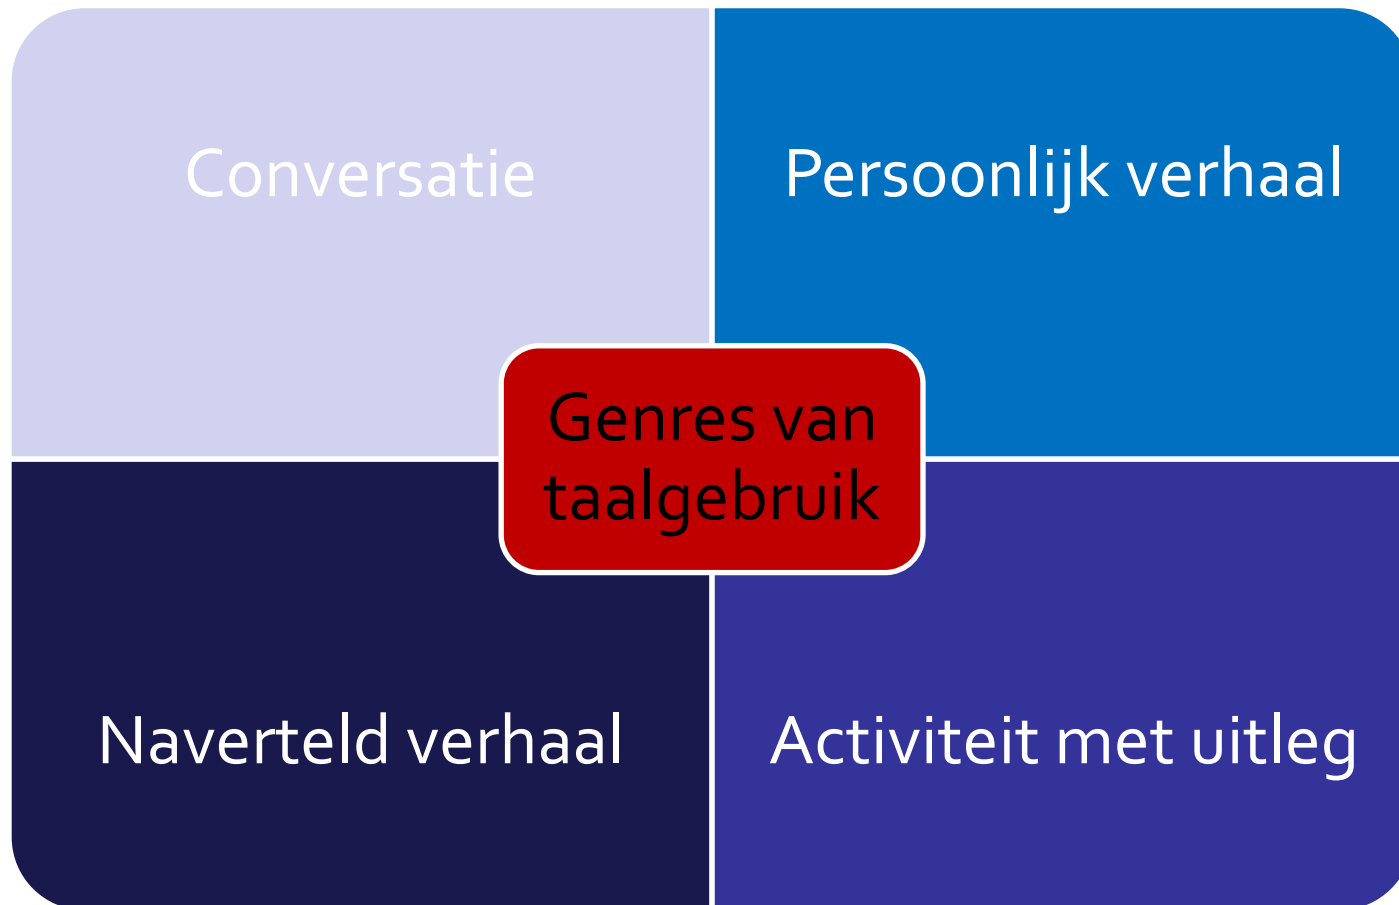 Conversatie
Persoonlijk verhaal
Genres van
taalgebruik
Naverteld verhaal
Activiteit met uitleg